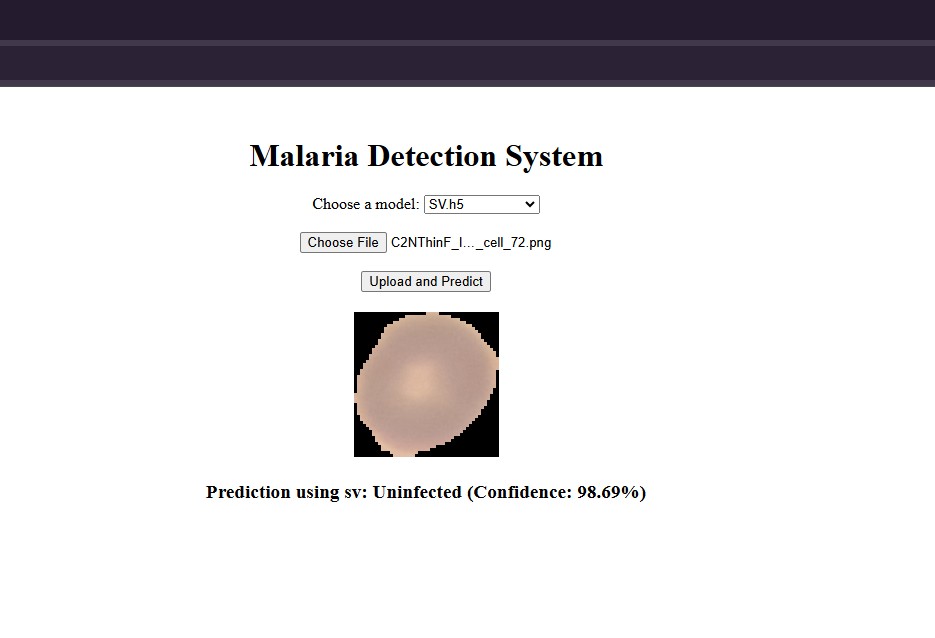 Malaria Detection System
Choose a model: SV.h5
Choose File C2NThinF_I..._cell_72.png
Upload and Predict
Prediction using sv: Uninfected (Confidence: 98.69%)